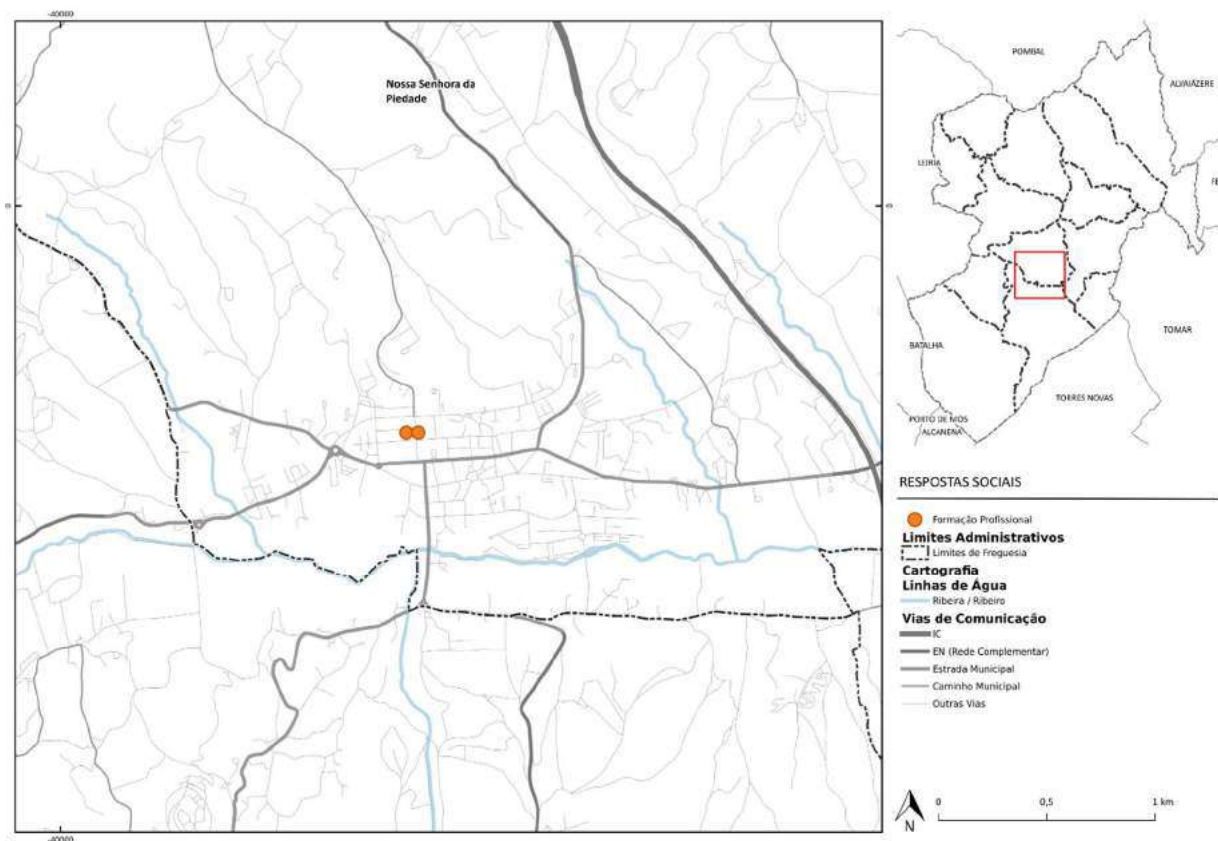 -40000
0
Nossa Senhora da
Piedade
0
-40000
POMBAL
ALVAIÁZERE
LEIRIA
FE
TOMAR
BATALHA
TORRES NOVAS
PORTO DE MÓS
ALCANENA
RESPOSTAS SOCIAIS
Formação Profissional
Limites Administrativos
Limites de Freguesia
Cartografia
Linhas de Água
Ribeira / Ribeiro
Vias de Comunicação
IC
EN (Rede Complementar)
Estrada Municipal
Caminho Municipal
Outras Vias
N
0
0,5
1 km